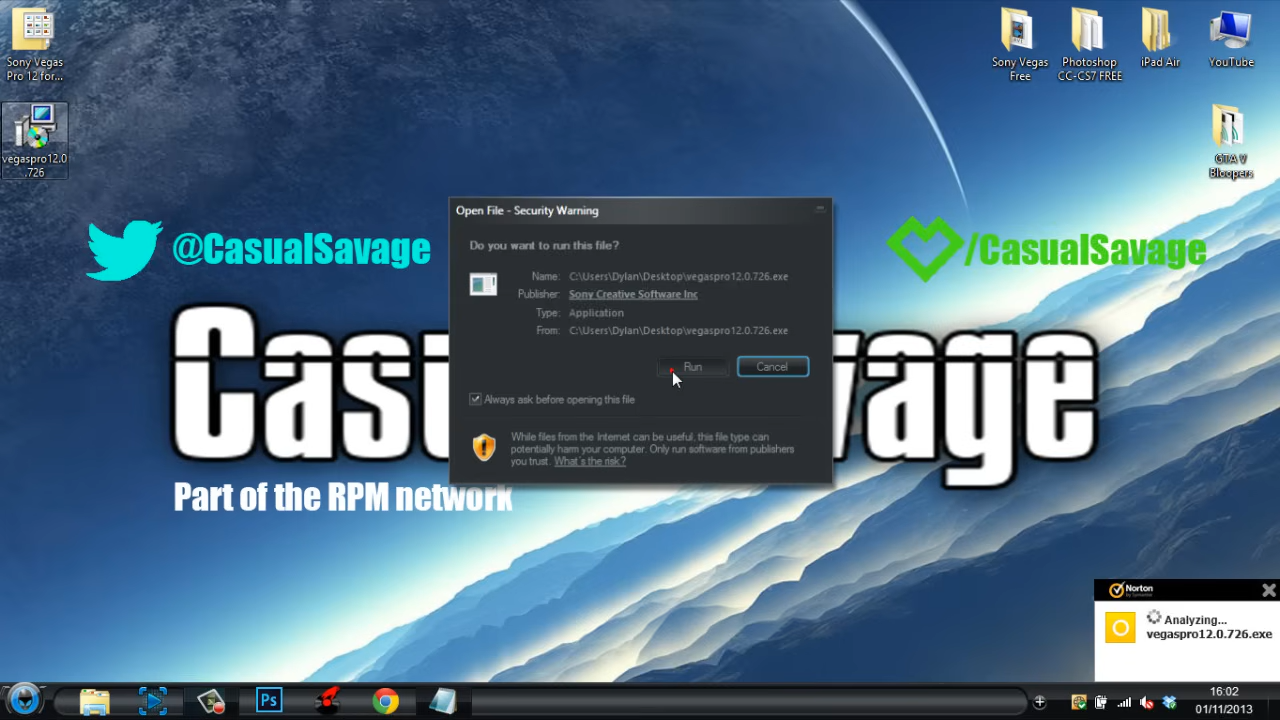 Sony Vegas
Pro 12 for...
vegaspro12.0
.726
Sony Vegas
Free
Photoshop
CC-CS7 FREE
iPad Air
YouTube
GTA V
Bloopers
@CasualSavage
/CasualSavage
Part of the RPM network
Open File - Security Warning
Do you want to run this file?
Name: C:\Users\Dylan\Desktop\vegaspro12.0.726.exe
Publisher: Sony Creative Software Inc
Type: Application
From: C:\Users\Dylan\Desktop\vegaspro12.0.726.exe
Run Cancel
Always ask before opening this file
While files from the Internet can be useful, this file type can
potentially harm your computer. Only run software from publishers
you trust. What's the risk?
Norton
by Symantec
Analyzing...
vegaspro12.0.726.exe
Ps
16:02
01/11/2013